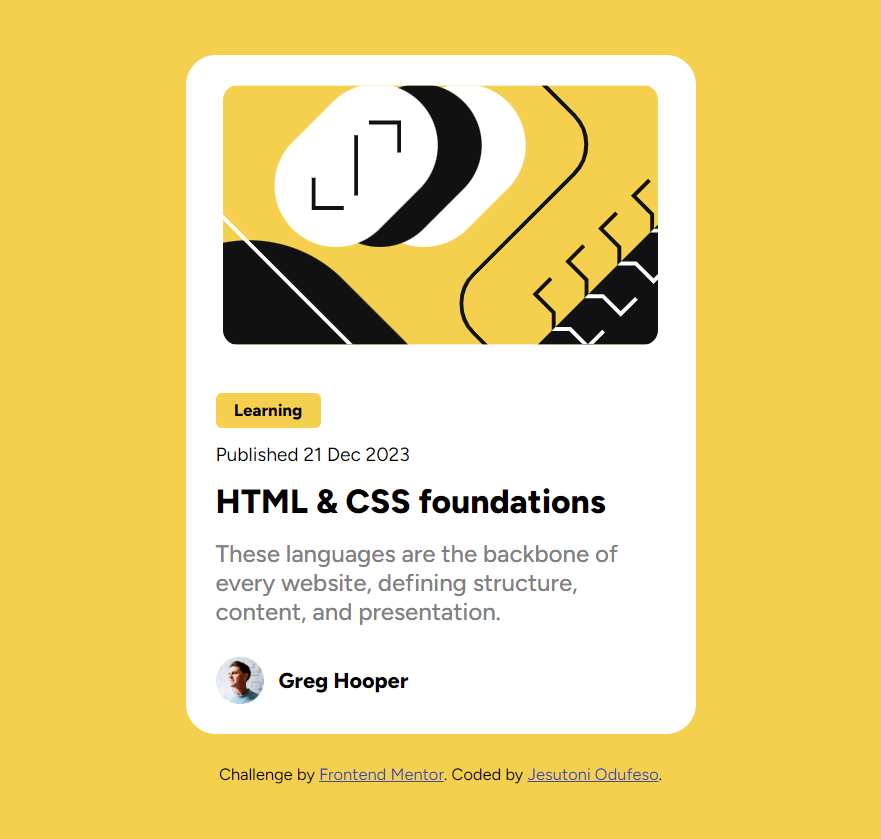 Learning
Published 21 Dec 2023
HTML & CSS foundations
These languages are the backbone of
every website, defining structure,
content, and presentation.
Greg Hooper
Challenge by Frontend Mentor. Coded by Jesutoni Odufeso.